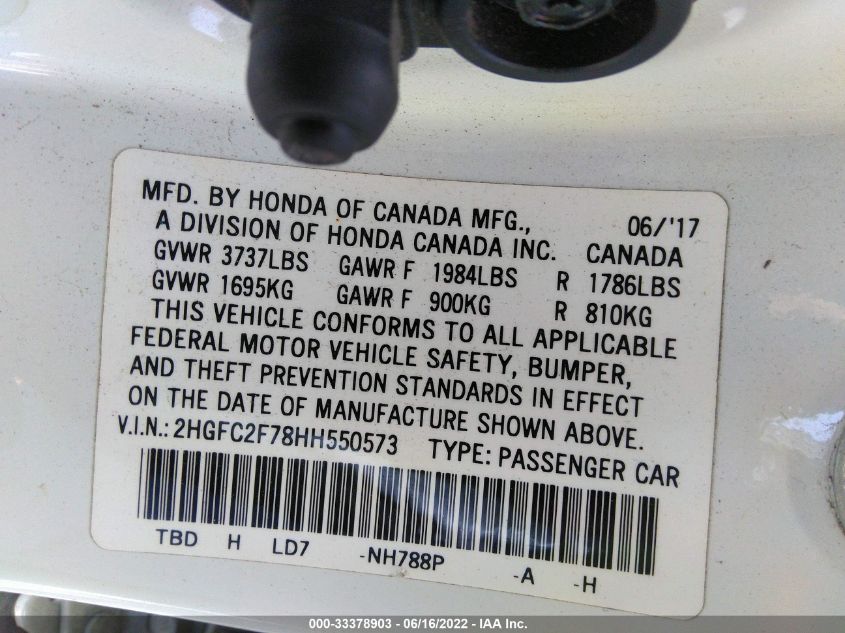 MFD. BY HONDA OF CANADA MFG., 06/'17
A DIVISION OF HONDA CANADA INC. CANADA
GVWR 3737LBS GAWR F 1984LBS R 1786LBS
GVWR 1695KG GAWR F 900KG R 810KG
THIS VEHICLE CONFORMS TO ALL APPLICABLE
FEDERAL MOTOR VEHICLE SAFETY, BUMPER,
AND THEFT PREVENTION STANDARDS IN EFFECT
ON THE DATE OF MANUFACTURE SHOWN ABOVE.
V.I.N.: 2HGFC2F78HH550573 TYPE: PASSENGER CAR
TBD H LD7 -NH788P -A -H
000-33378903 - 06/16/2022 - IAA Inc.